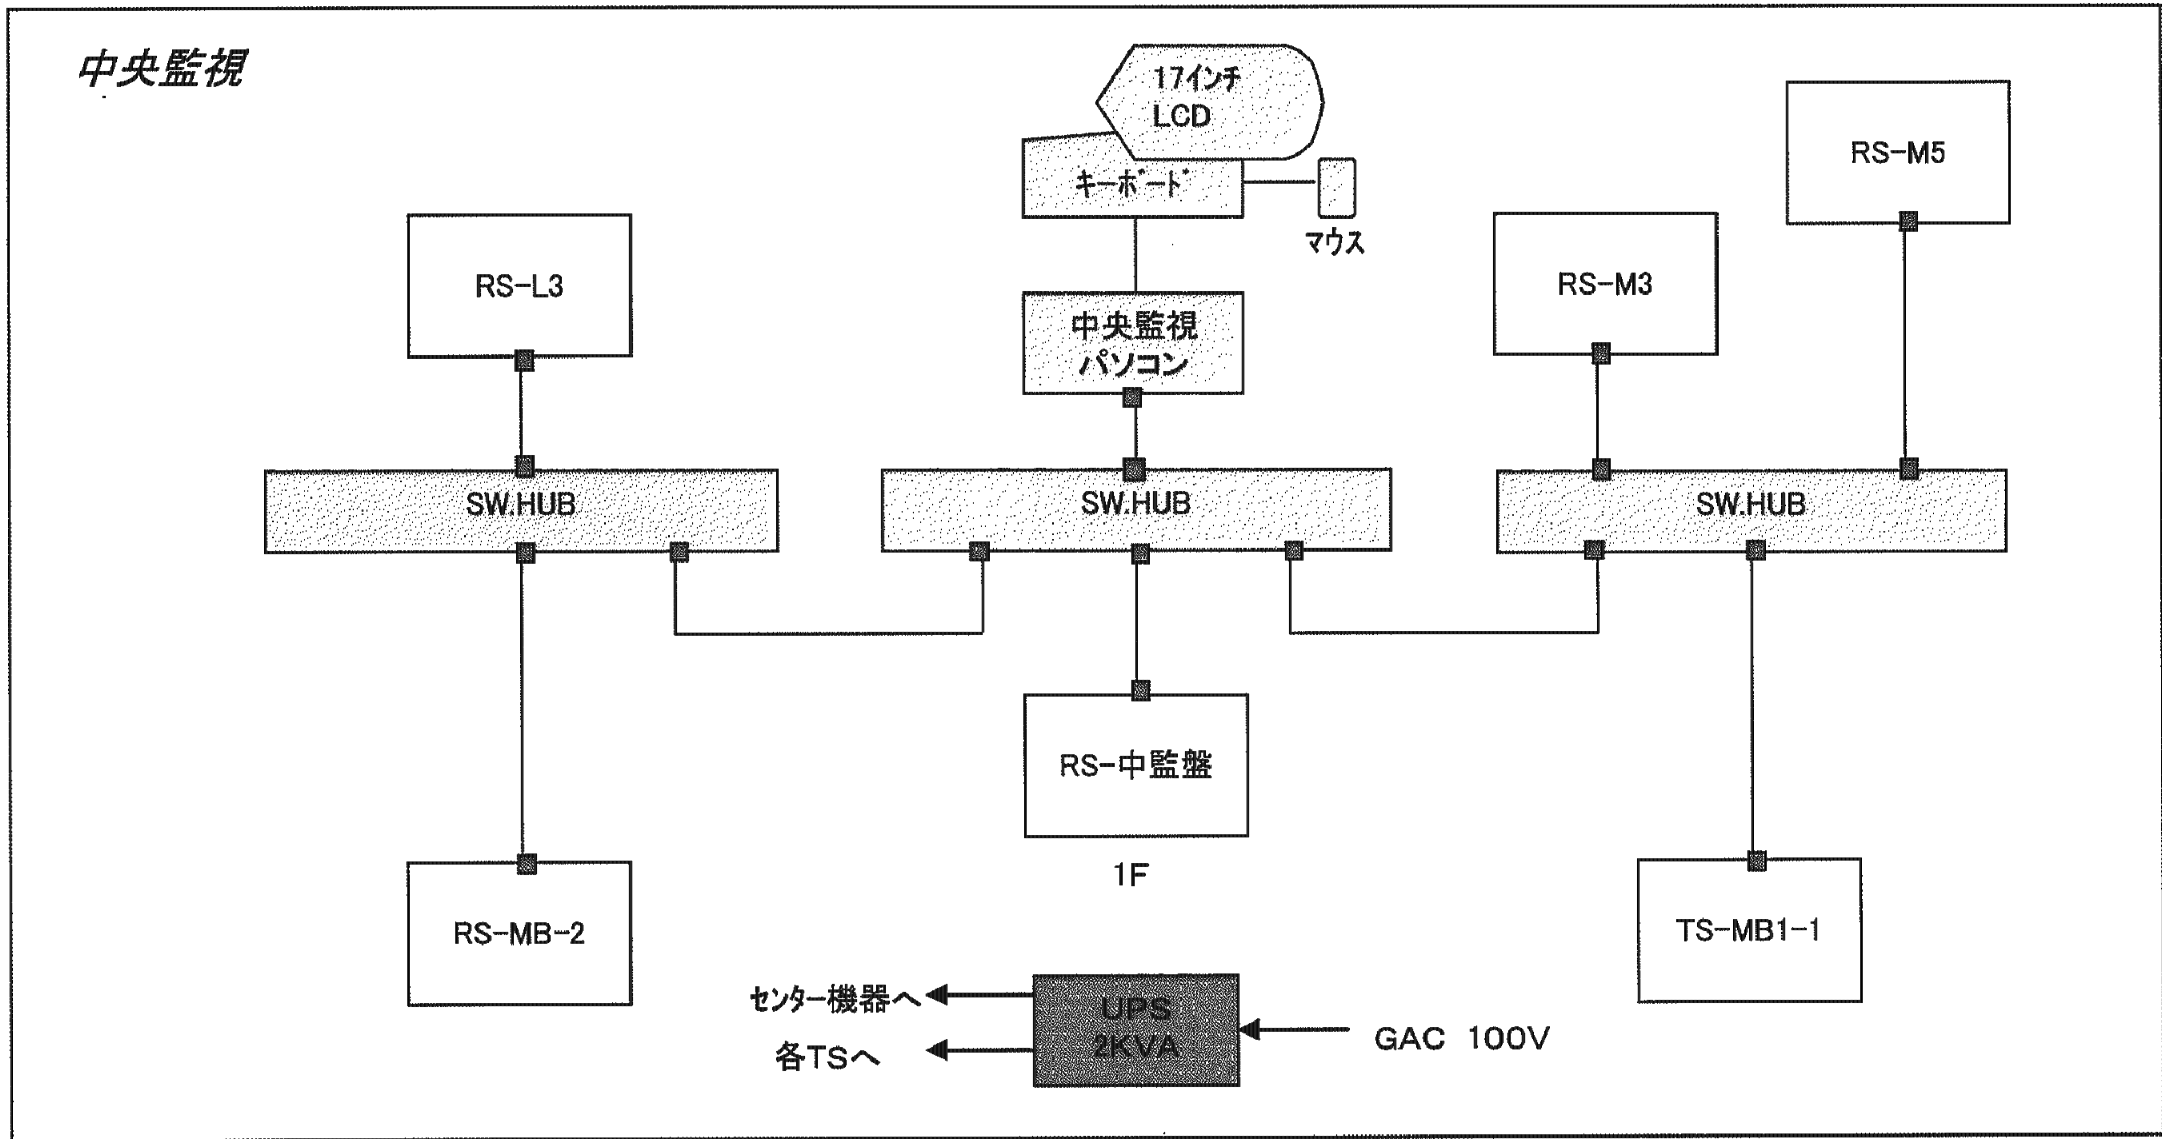 中央監視
17インチ
LCD
キーボード
マウス
RS-M5
RS-L3
RS-M3
中央監視
パソコン
SW.HUB
SW.HUB
SW.HUB
RS-中監盤
1F
RS-MB-2
TS-MB1-1
センター機器へ
各TSへ
UPS
2KVA
GAC 100V